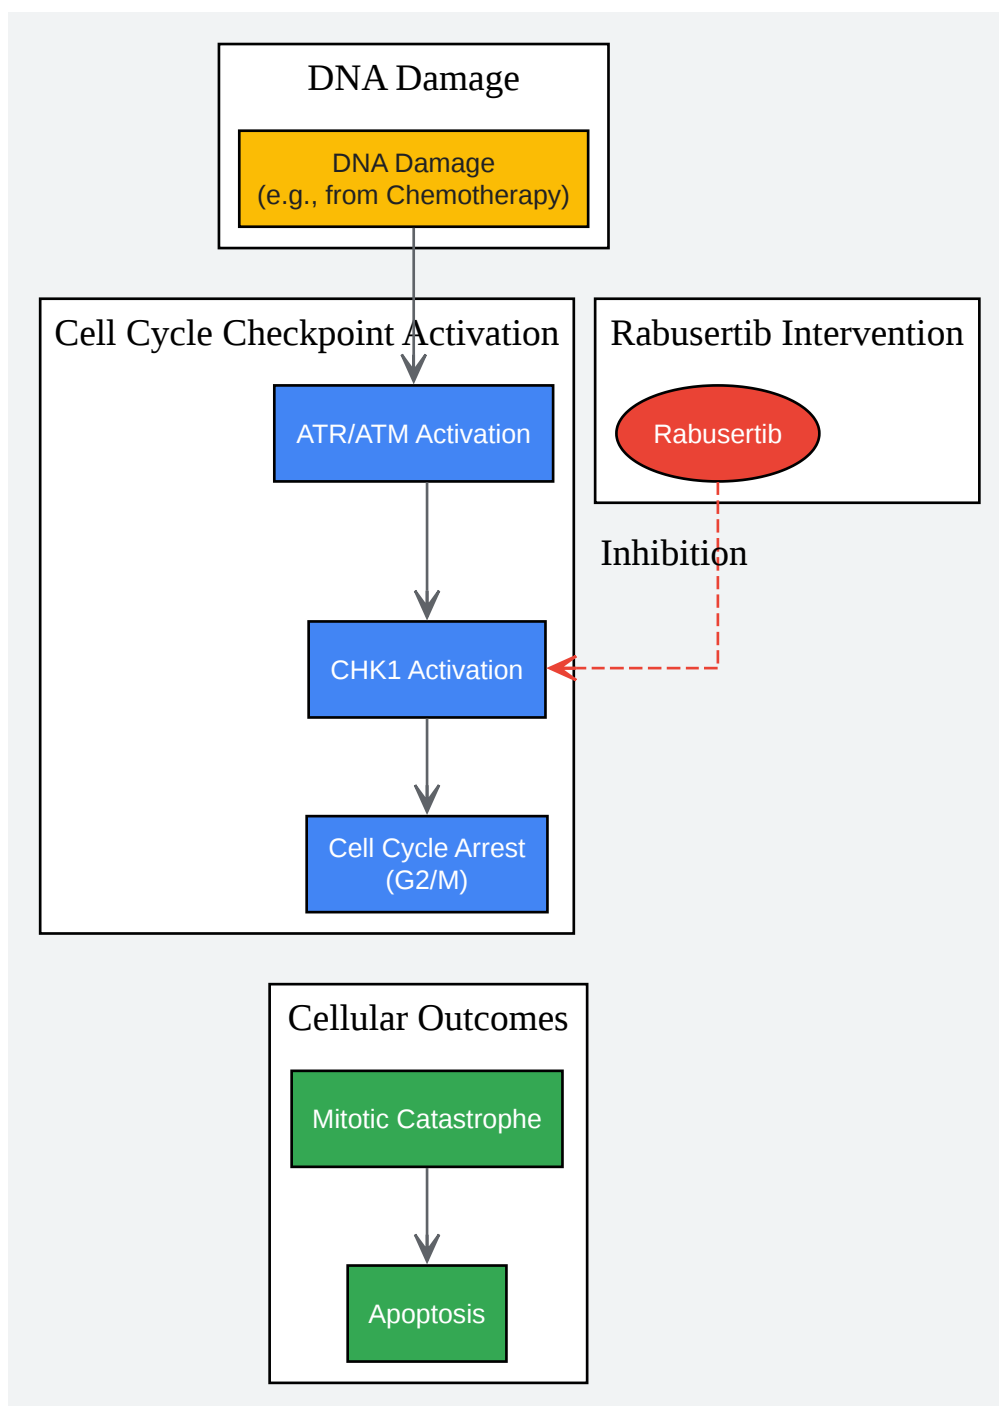 DNA Damage
DNA Damage
(e.g., from Chemotherapy)
Cell Cycle Checkpoint Activation
ATR/ATM Activation
CHK1 Activation
Cell Cycle Arrest
(G2/M)
Rabusertib Intervention
Rabusertib
Inhibition
Cellular Outcomes
Mitotic Catastrophe
Apoptosis